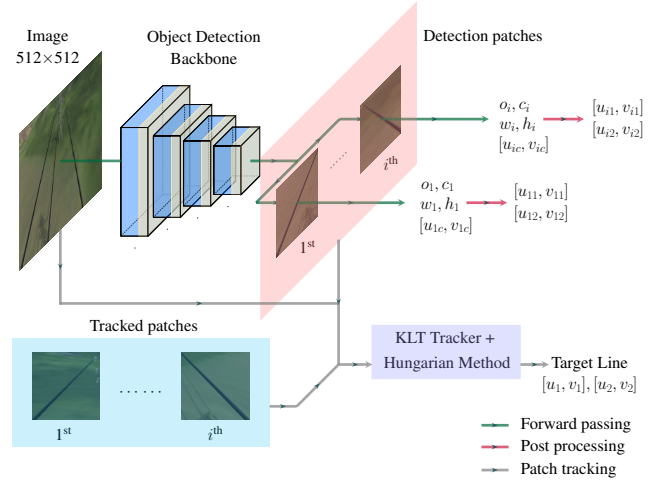 Image
512×512
Object Detection
Backbone
Detection patches
i^th
1^st
o_i, c_i
w_i, h_i
[u_ic, v_ic]
[u_i1, v_i1]
[u_i2, v_i2]
o_1, c_1
w_1, h_1
[u_1c, v_1c]
[u_11, v_11]
[u_12, v_12]
Tracked patches
1^st
i^th
KLT Tracker +
Hungarian Method
Target Line
[u_1, v_1], [u_2, v_2]
Forward passing
Post processing
Patch tracking